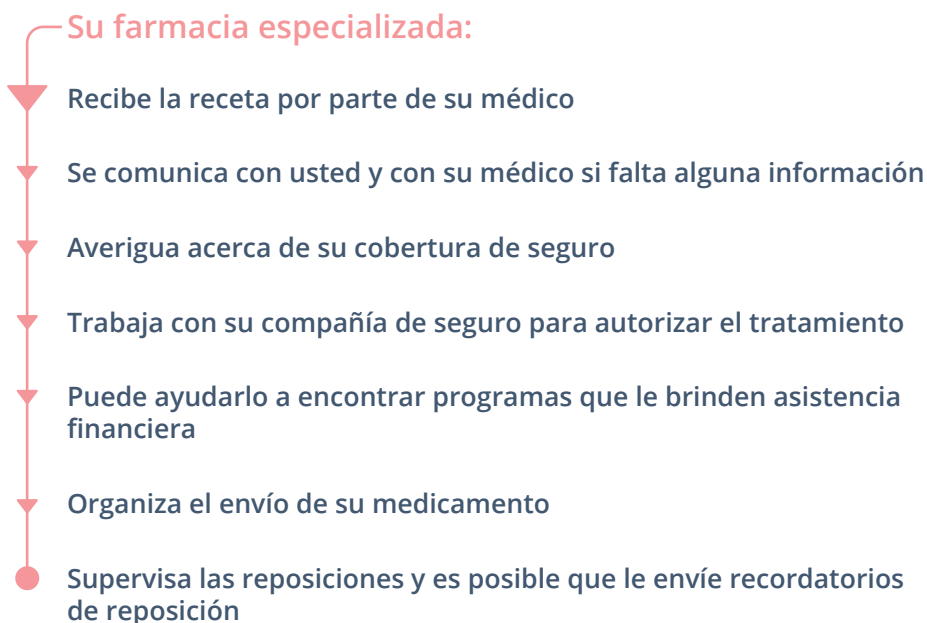 Su farmacia especializada:
Recibe la receta por parte de su médico
Se comunica con usted y con su médico si falta alguna información
Averigua acerca de su cobertura de seguro
Trabaja con su compañía de seguro para autorizar el tratamiento
Puede ayudarlo a encontrar programas que le brinden asistencia
financiera
Organiza el envío de su medicamento
Supervisa las reposiciones y es posible que le envíe recordatorios
de reposición